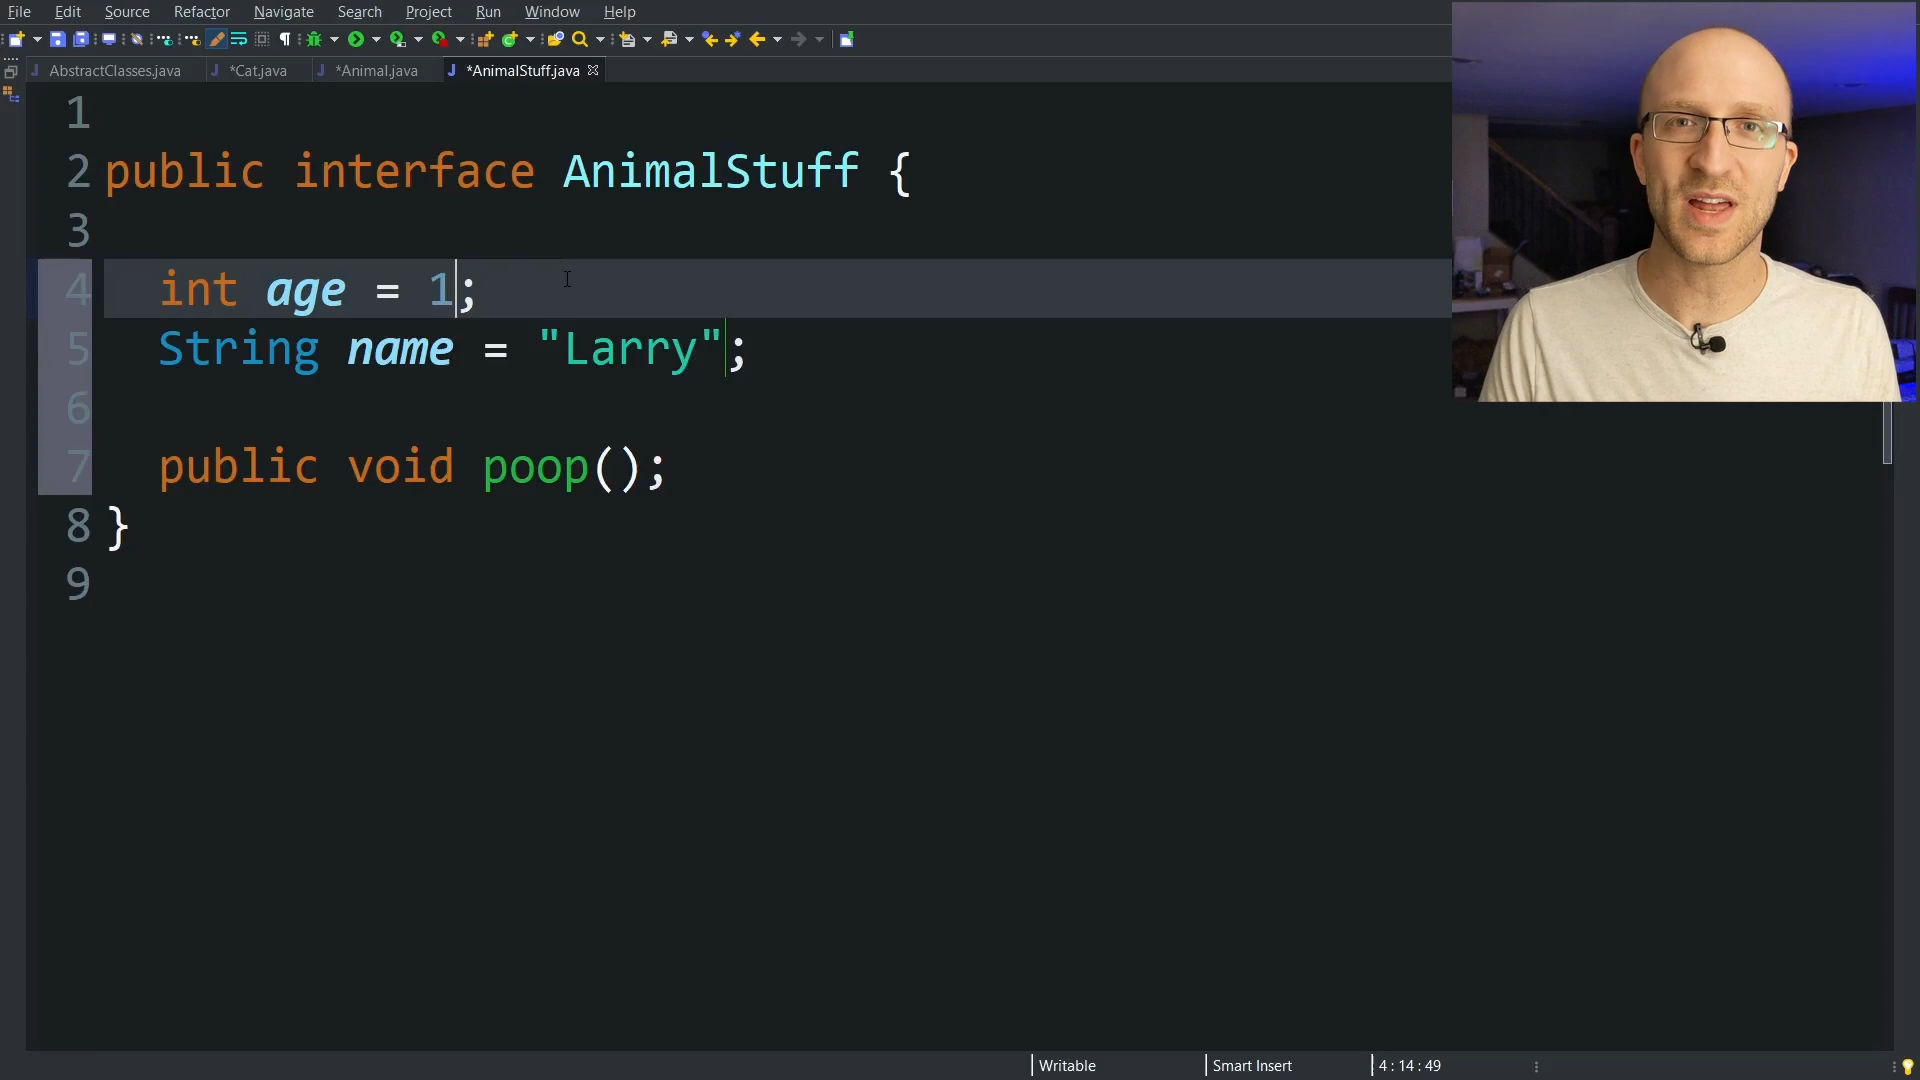 File Edit Source Refactor Navigate Search Project Run Window Help
AbstractClasses.java *Cat.java *Animal.java *AnimalStuff.java
1
2 public interface AnimalStuff {
3
4 int age = 1;
5 String name = "Larry";
6
7 public void poop();
8 }
9
Writable Smart Insert 4 : 14 : 49